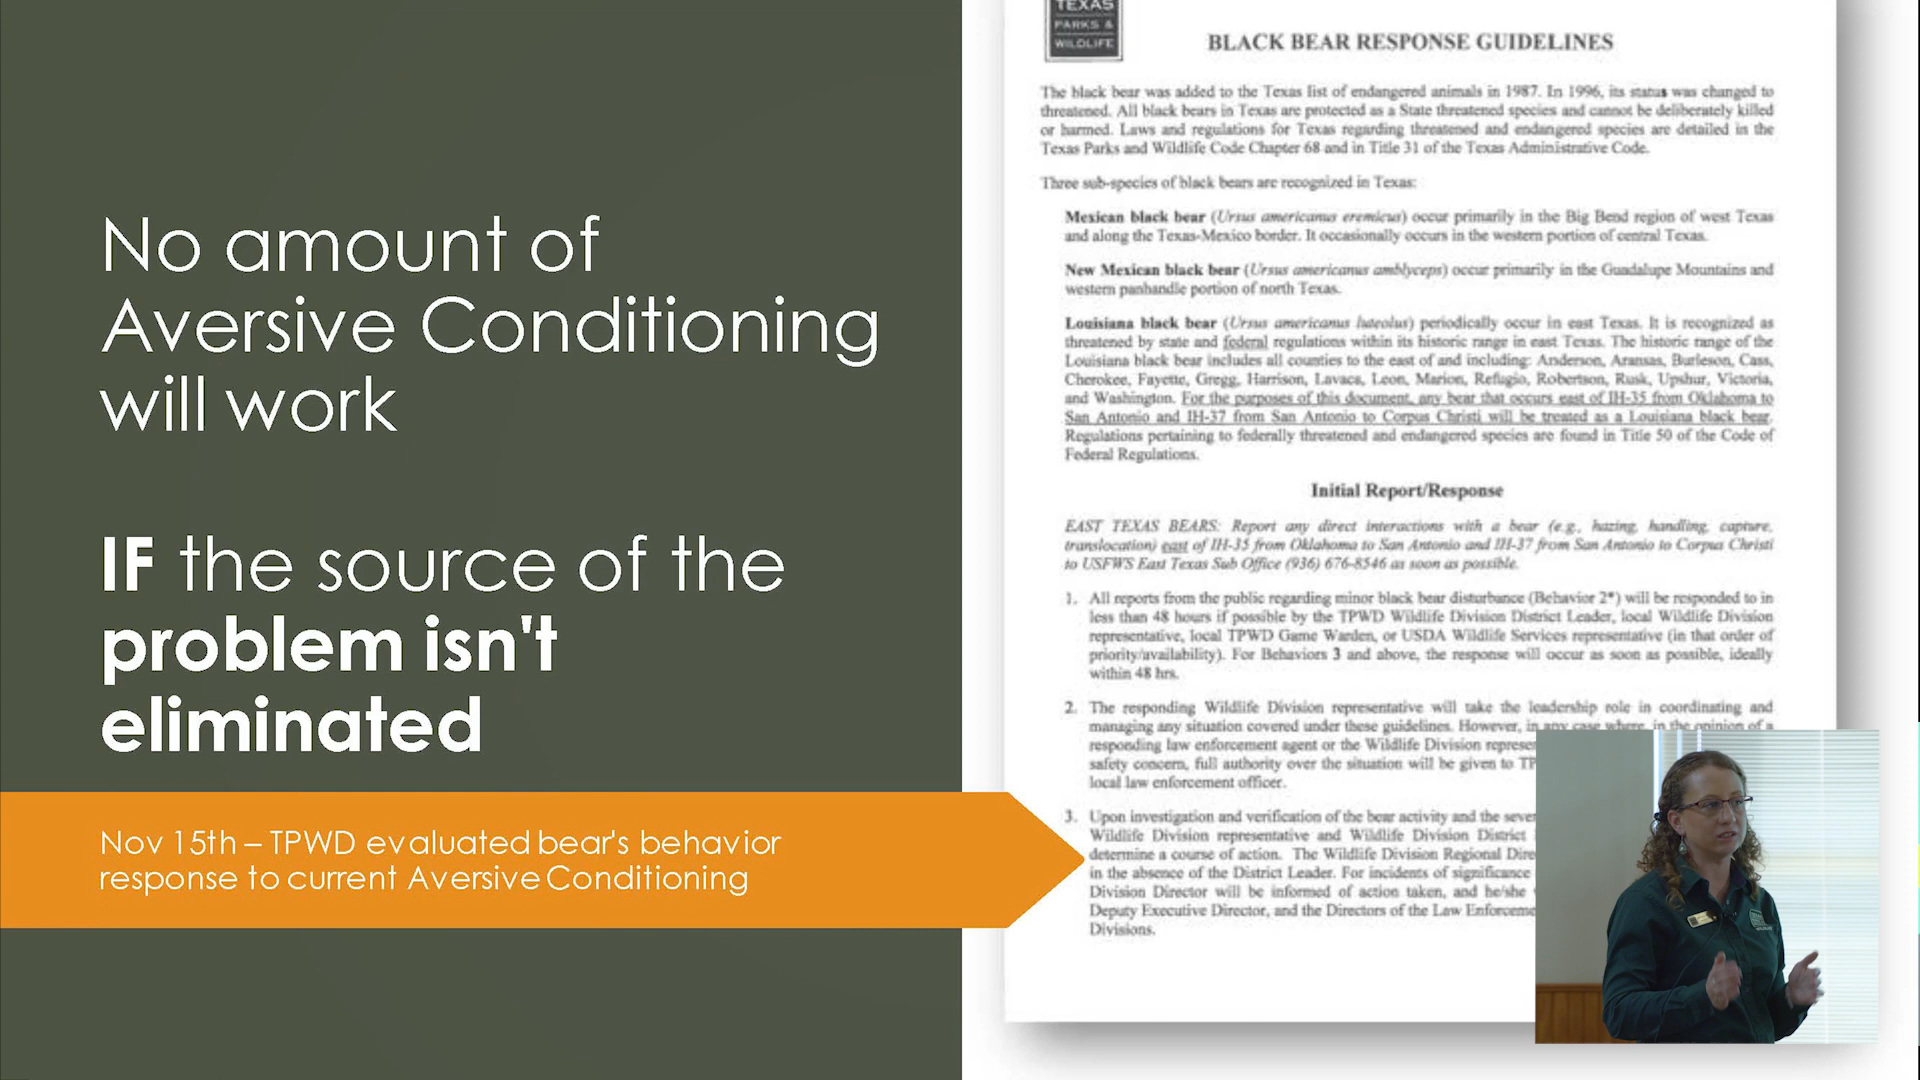 No amount of
Aversive Conditioning
will work
IF the source of the
problem isn't
eliminated
Nov 15th – TPWD evaluated bear's behavior
response to current Aversive Conditioning
TEXAS
PARKS &
WILDLIFE
BLACK BEAR RESPONSE GUIDELINES
The black bear was added to the Texas list of endangered animals in 1987. In 1996, its status was changed to
threatened. All black bears in Texas are protected as a State threatened species and cannot be deliberately killed
or harmed. Laws and regulations for Texas regarding threatened and endangered species are detailed in the
Texas Parks and Wildlife Code Chapter 68 and in Title 31 of the Texas Administrative Code.
Three sub-species of black bears are recognized in Texas:
Mexican black bear (Ursus americanus eremicus) occur primarily in the Big Bend region of west Texas
and along the Texas-Mexico border. It occasionally occurs in the western portion of central Texas.
New Mexican black bear (Ursus americanus amblyceps) occur primarily in the Guadalupe Mountains and
western panhandle portion of north Texas.
Louisiana black bear (Ursus americanus luteolus) periodically occur in east Texas. It is recognized as
threatened by state and federal regulations within its historic range in east Texas. The historic range of the
Louisiana black bear includes all counties to the east of and including: Anderson, Aransas, Burleson, Cass,
Cherokee, Fayette, Gregg, Harrison, Lavaca, Leon, Marion, Refugio, Robertson, Rusk, Upshur, Victoria,
and Washington. For the purposes of this document, any bear that occurs east of IH-35 from Oklahoma to
San Antonio and IH-37 from San Antonio to Corpus Christi will be treated as a Louisiana black bear.
Regulations pertaining to federally threatened and endangered species are found in Title 50 of the Code of
Federal Regulations.
Initial Report/Response
EAST TEXAS BEARS: Report any direct interactions with a bear (e.g., hazing, handling, capture,
translocation) east of IH-35 from Oklahoma to San Antonio and IH-37 from San Antonio to Corpus Christi
to USFWS East Texas Sub Office (936) 676-8546 as soon as possible.
1. All reports from the public regarding minor black bear disturbance (Behavior 2*) will be responded to in
less than 48 hours if possible by the TPWD Wildlife Division District Leader, local Wildlife Division
representative, local TPWD Game Warden, or USDA Wildlife Services representative (in that order of
priority/availability). For Behaviors 3 and above, the response will occur as soon as possible, ideally
within 48 hrs.
2. The responding Wildlife Division representative will take the leadership role in coordinating and
managing any situation covered under these guidelines. However, in any case where, in the opinion of a
responding law enforcement agent or the Wildlife Division represen
safety concern, full authority over the situation will be given to TP
local law enforcement officer.
3. Upon investigation and verification of the bear activity and the sever
Wildlife Division representative and Wildlife Division District
determine a course of action. The Wildlife Division Regional Dire
in the absence of the District Leader. For incidents of significance
Division Director will be informed of action taken, and he/she
Deputy Executive Director, and the Directors of the Law Enforceme
Divisions.